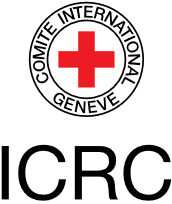 COMITE INTERNATIONAL
GENEVE
ICRC